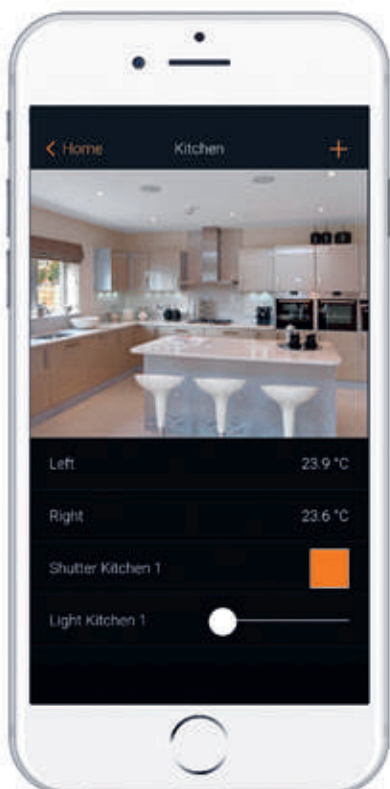 < Home Kitchen +
Left 23.9 °C
Right 23.6 °C
Shutter Kitchen 1
Light Kitchen 1